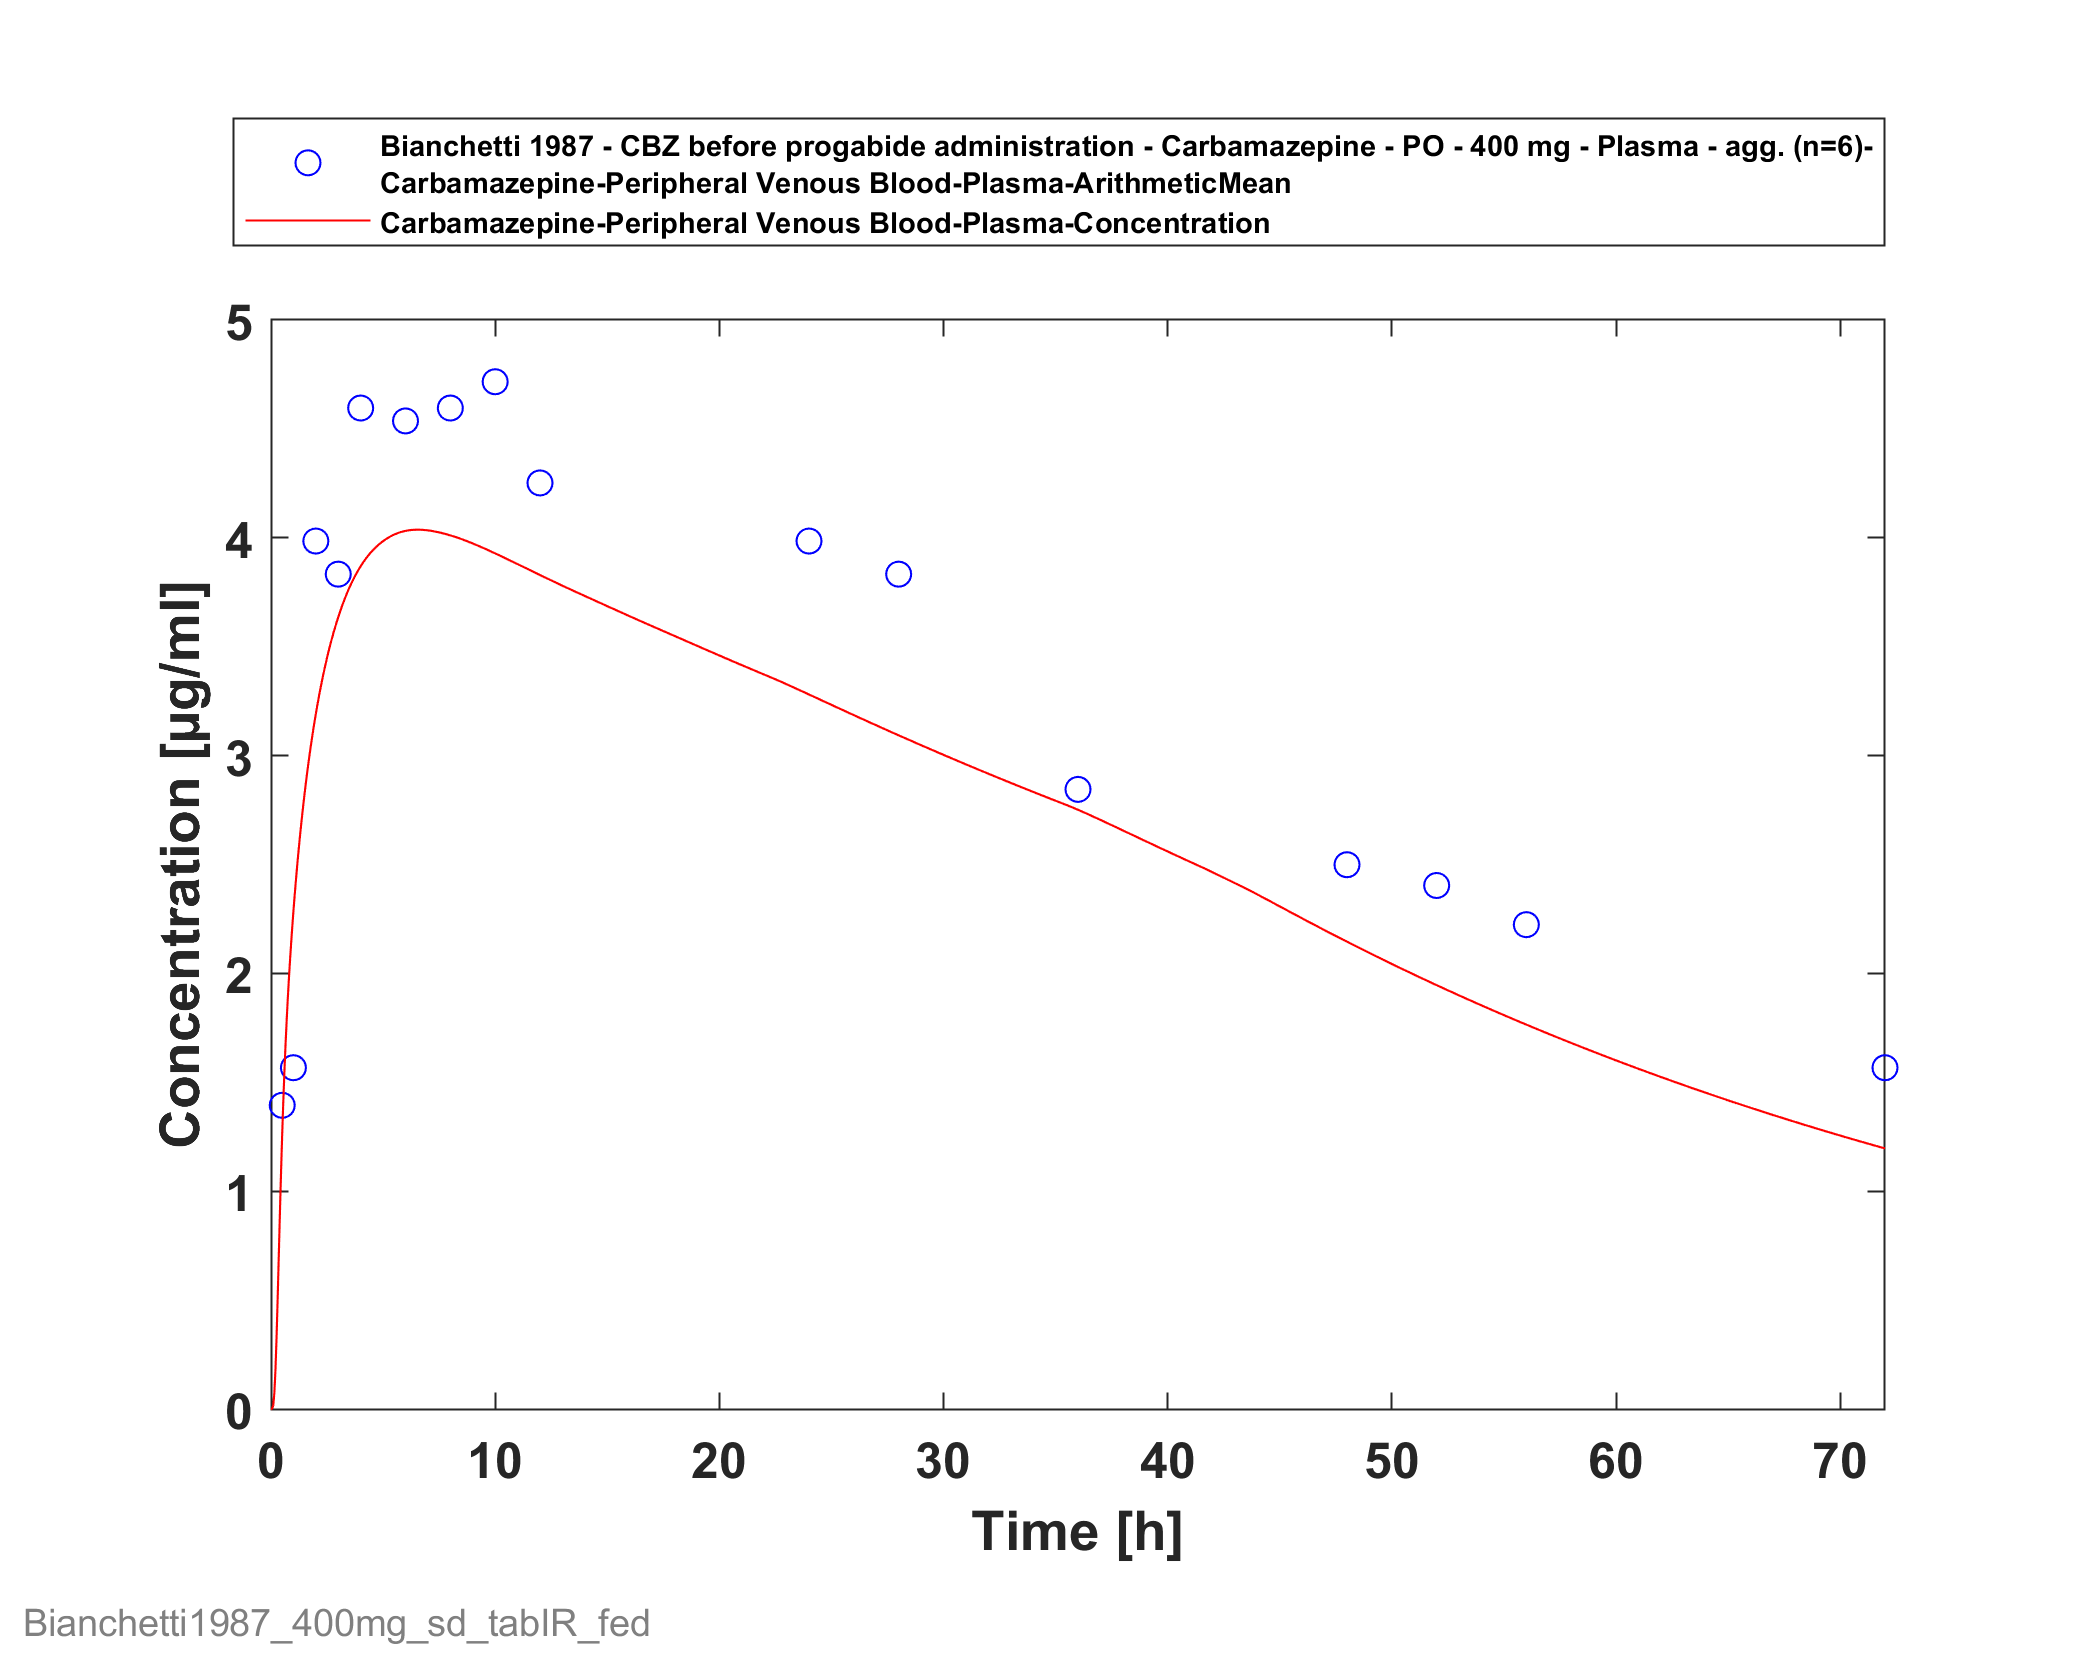 Bianchetti 1987 - CBZ before progabide administration - Carbamazepine - PO - 400 mg - Plasma - agg. (n=6)-
Carbamazepine-Peripheral Venous Blood-Plasma-ArithmeticMean
Carbamazepine-Peripheral Venous Blood-Plasma-Concentration
5
4
3
2
1
0
Concentration [µg/ml]
0 10 20 30 40 50 60 70
Time [h]
Bianchetti1987_400mg_sd_tabIR_fed